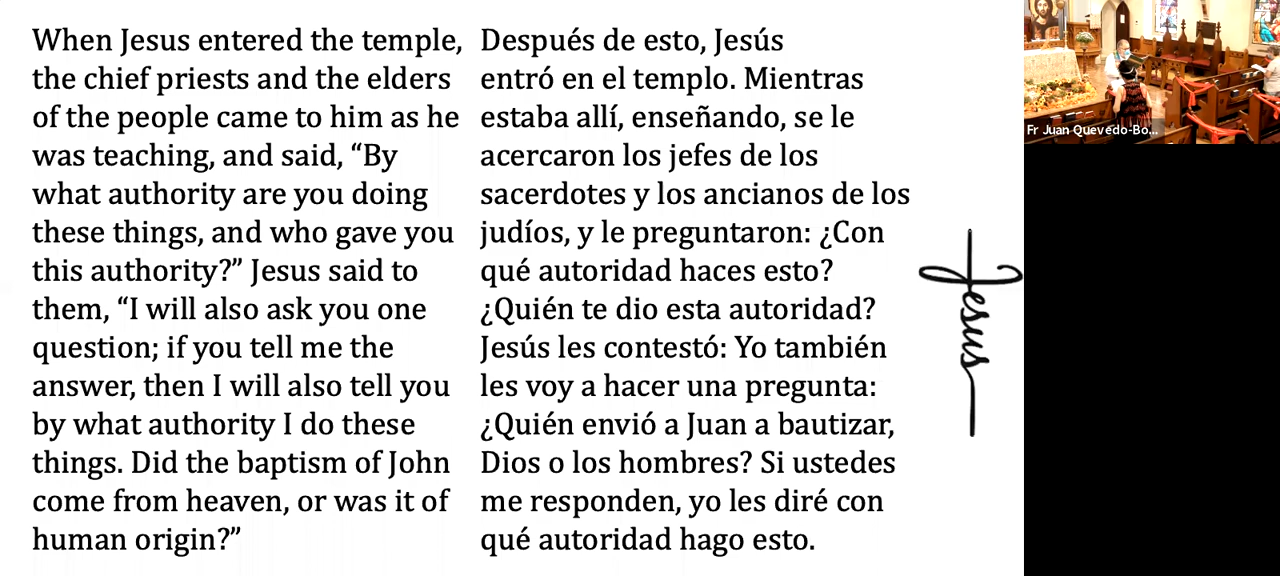 When Jesus entered the temple,
the chief priests and the elders
of the people came to him as he
was teaching, and said, “By
what authority are you doing
these things, and who gave you
this authority?” Jesus said to
them, “I will also ask you one
question; if you tell me the
answer, then I will also tell you
by what authority I do these
things. Did the baptism of John
come from heaven, or was it of
human origin?”
Después de esto, Jesús
entró en el templo. Mientras
estaba allí, enseñando, se le
acercaron los jefes de los
sacerdotes y los ancianos de los
judíos, y le preguntaron: ¿Con
qué autoridad haces esto?
¿Quién te dio esta autoridad?
Jesús les contestó: Yo también
les voy a hacer una pregunta:
¿Quién envió a Juan a bautizar,
Dios o los hombres? Si ustedes
me responden, yo les diré con
qué autoridad hago esto.
Jesus
Fr Juan Quevedo-Bo...